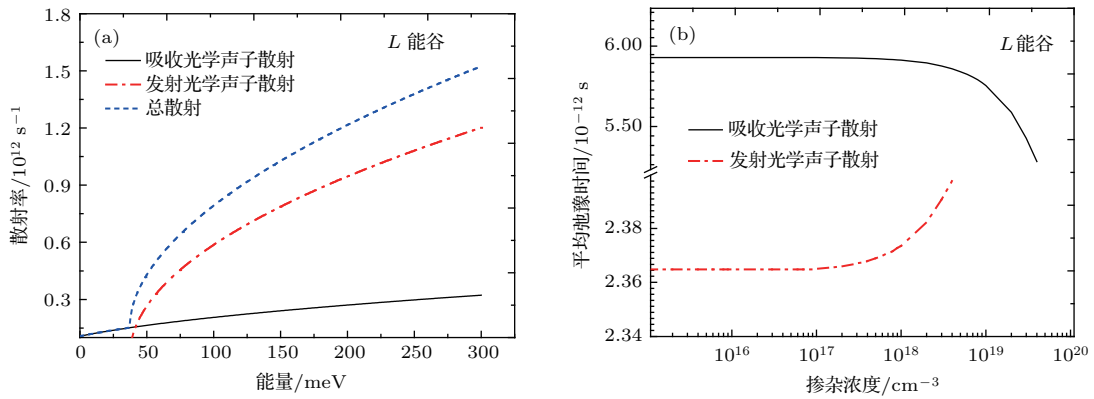 (a)
L 能谷
吸收光学声子散射
发射光学声子散射
总散射
散射率/10¹² s⁻¹
1.8
1.5
1.2
0.9
0.6
0.3
0 50 100 150 200 250 300
能量/meV
(b)
L 能谷
吸收光学声子散射
发射光学声子散射
平均弛豫时间/10⁻¹² s
6.00
5.50
2.38
2.36
2.34
10¹⁶ 10¹⁷ 10¹⁸ 10¹⁹ 10²⁰
掺杂浓度/cm⁻³